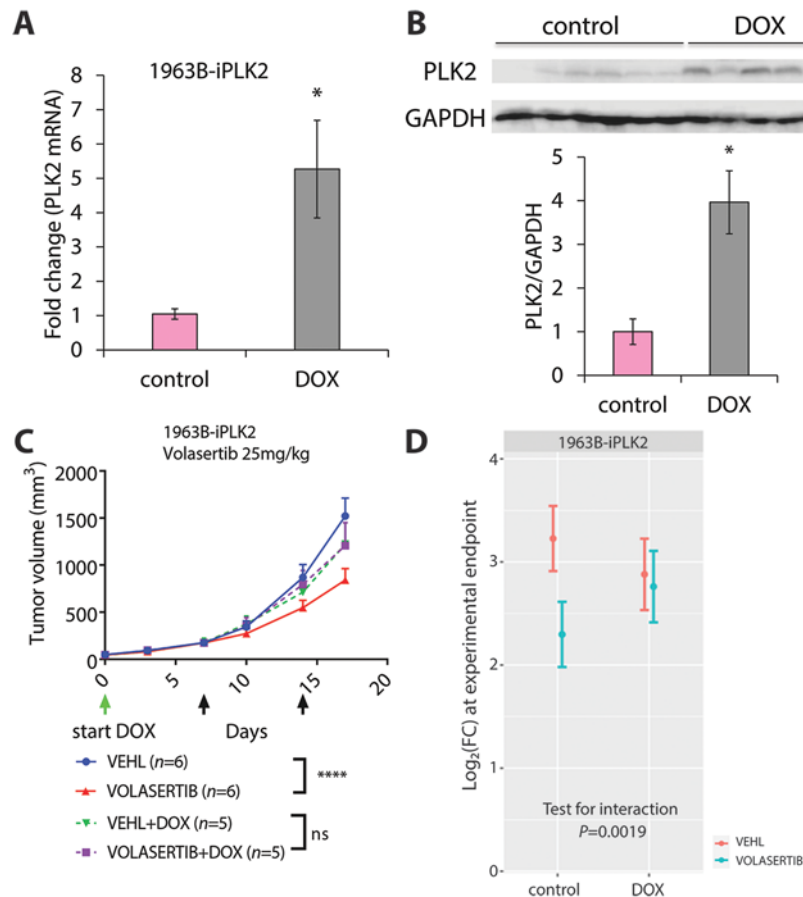 A
1963B-iPLK2
*
Fold change (PLK2 mRNA)
8
7
6
5
4
3
2
1
0
control
DOX
B
control
DOX
PLK2
GAPDH
*
PLK2/GAPDH
5
4
3
2
1
0
control
DOX
C
1963B-iPLK2
Volasertib 25mg/kg
Tumor volume (mm³)
2000
1500
1000
500
0
0
5
10
15
20
start DOX
Days
VEHL (n=6)
VOLASERTIB (n=6)
****
VEHL+DOX (n=5)
VOLASERTIB+DOX (n=5)
ns
D
1963B-iPLK2
Log₂(FC) at experimental endpoint
4
3
2
1
0
Test for interaction
P=0.0019
control
DOX
VEHL
VOLASERTIB